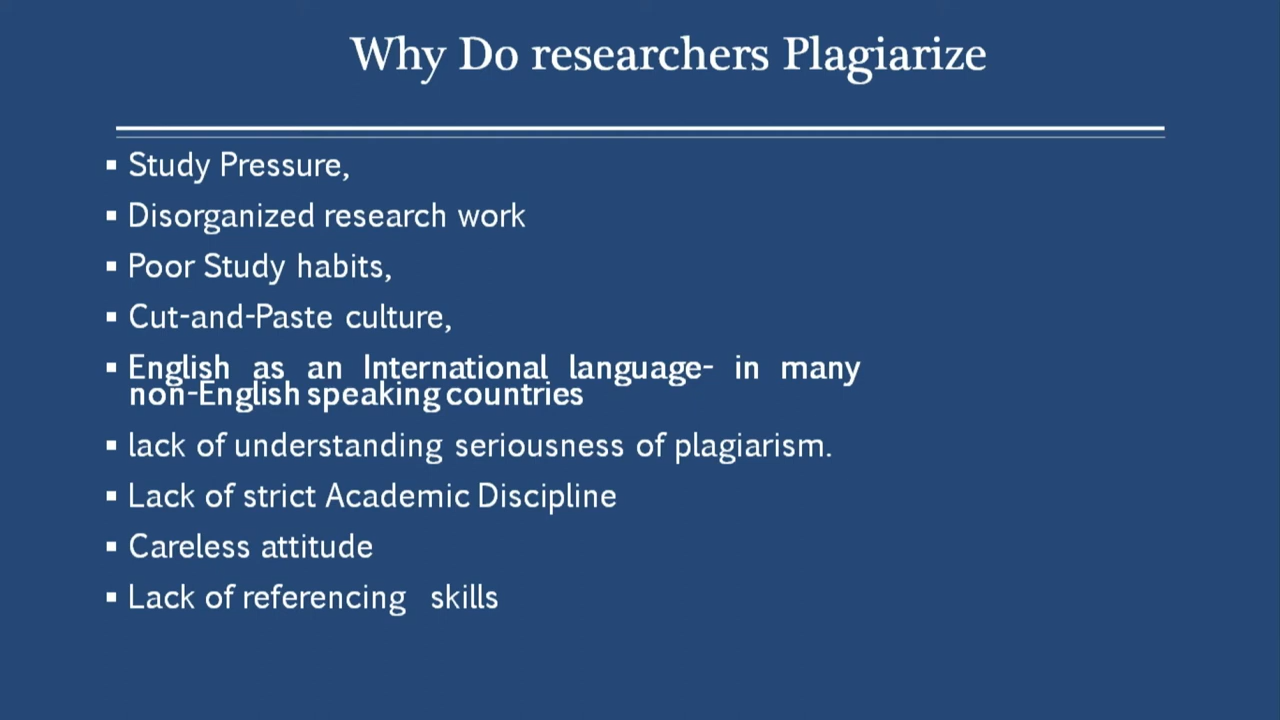 Why Do researchers Plagiarize
Study Pressure,
Disorganized research work
Poor Study habits,
Cut-and-Paste culture,
English as an International language- in many
non-English speaking countries
lack of understanding seriousness of plagiarism.
Lack of strict Academic Discipline
Careless attitude
Lack of referencing skills